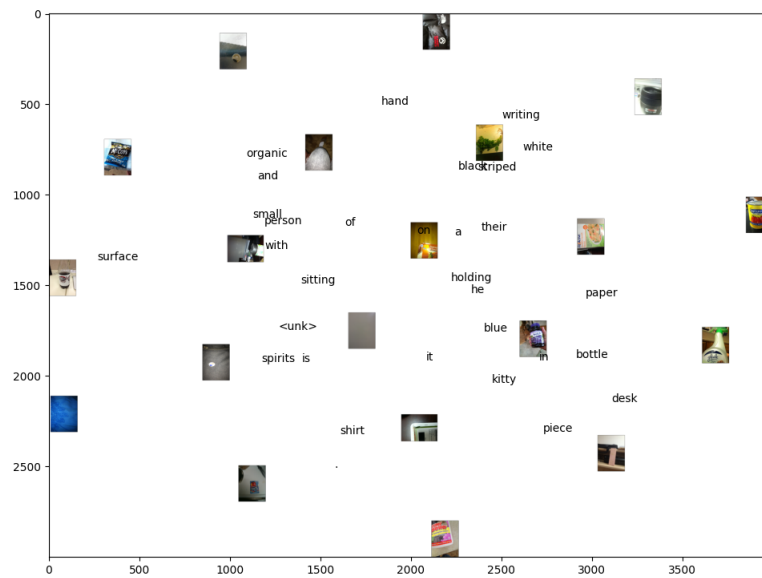 0
hand
500
writing
white
organic
black
striped
and
1000
small
person
of
on
a
their
with
surface
sitting
holding
1500
he
paper
<unk>
blue
spirits
is
it
in
bottle
2000
kitty
desk
shirt
piece
2500
.
0
500
1000
1500
2000
2500
3000
3500